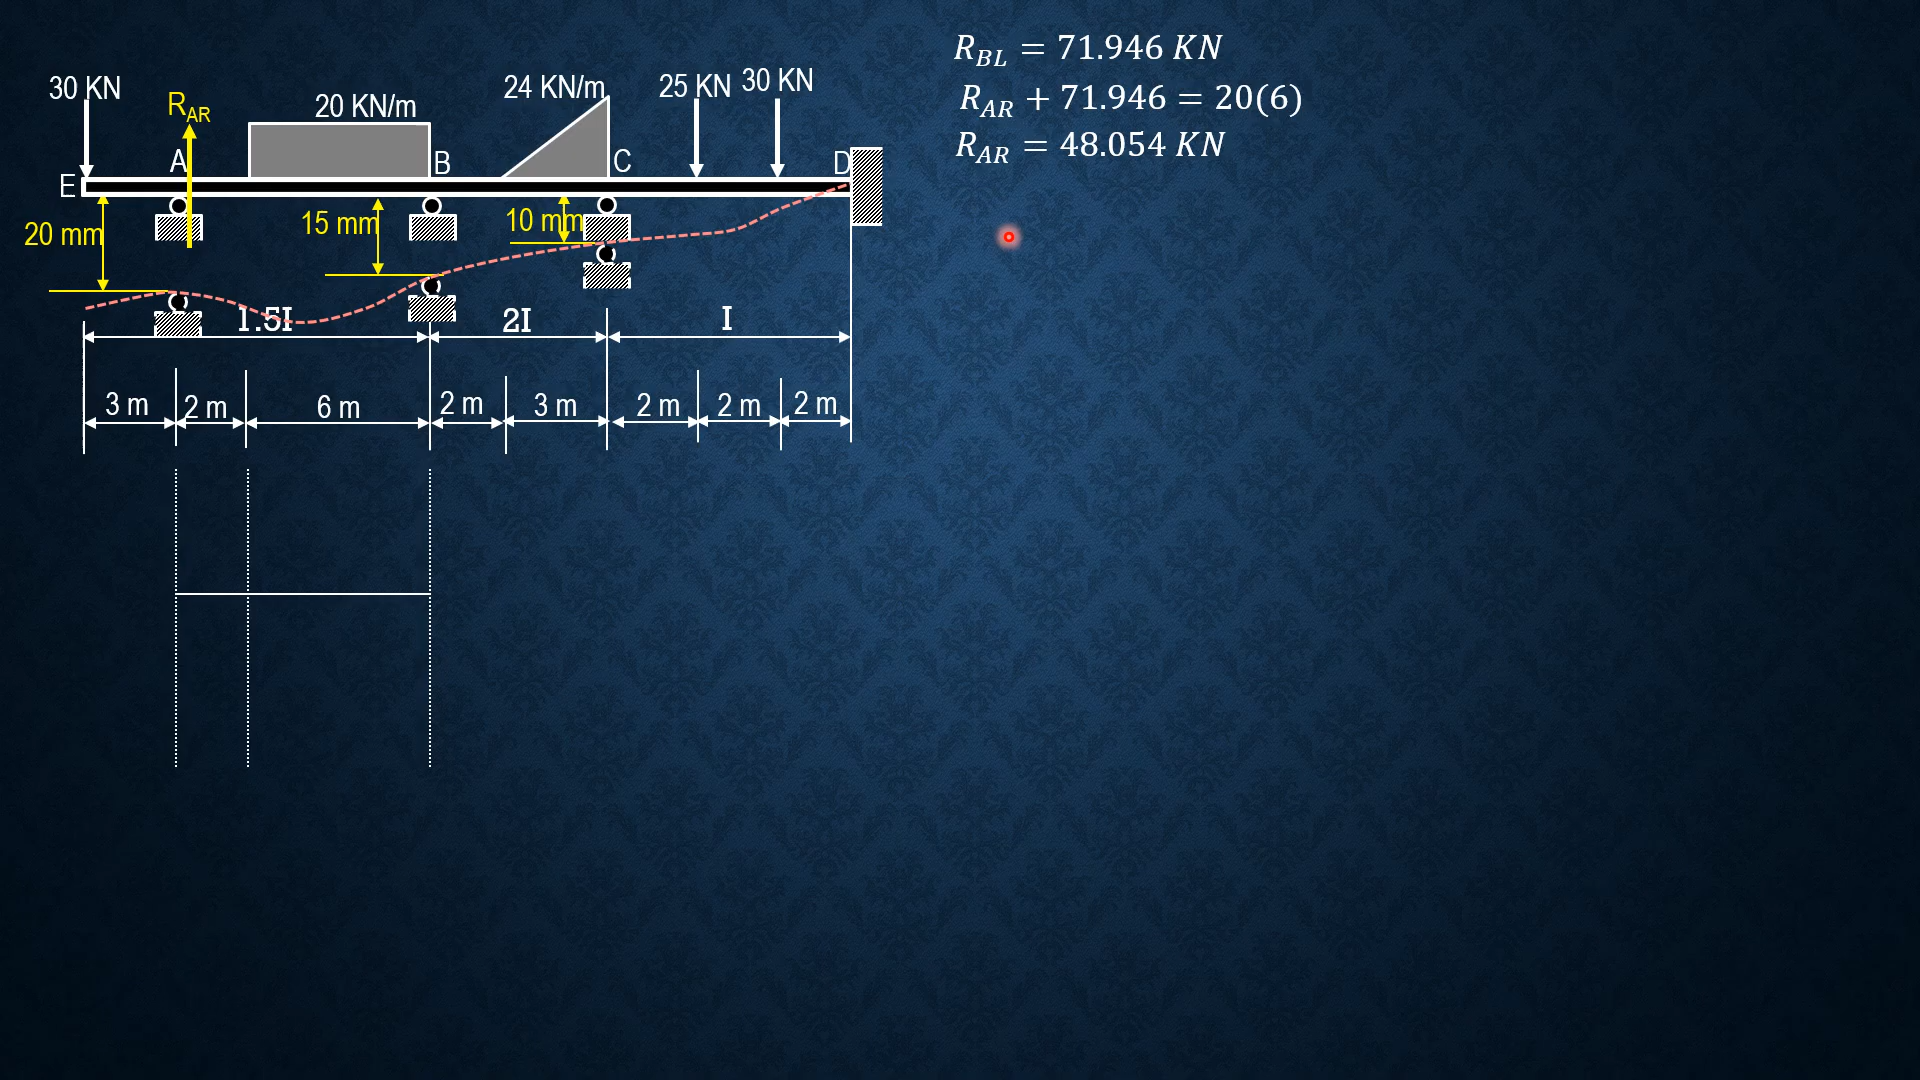 R_BL = 71.946 KN
R_AR + 71.946 = 20(6)
R_AR = 48.054 KN
30 KN
R_AR
20 KN/m
24 KN/m
25 KN
30 KN
A
B
C
D
E
20 mm
15 mm
10 mm
1.5I
2I
I
3 m
2 m
6 m
2 m
3 m
2 m
2 m
2 m